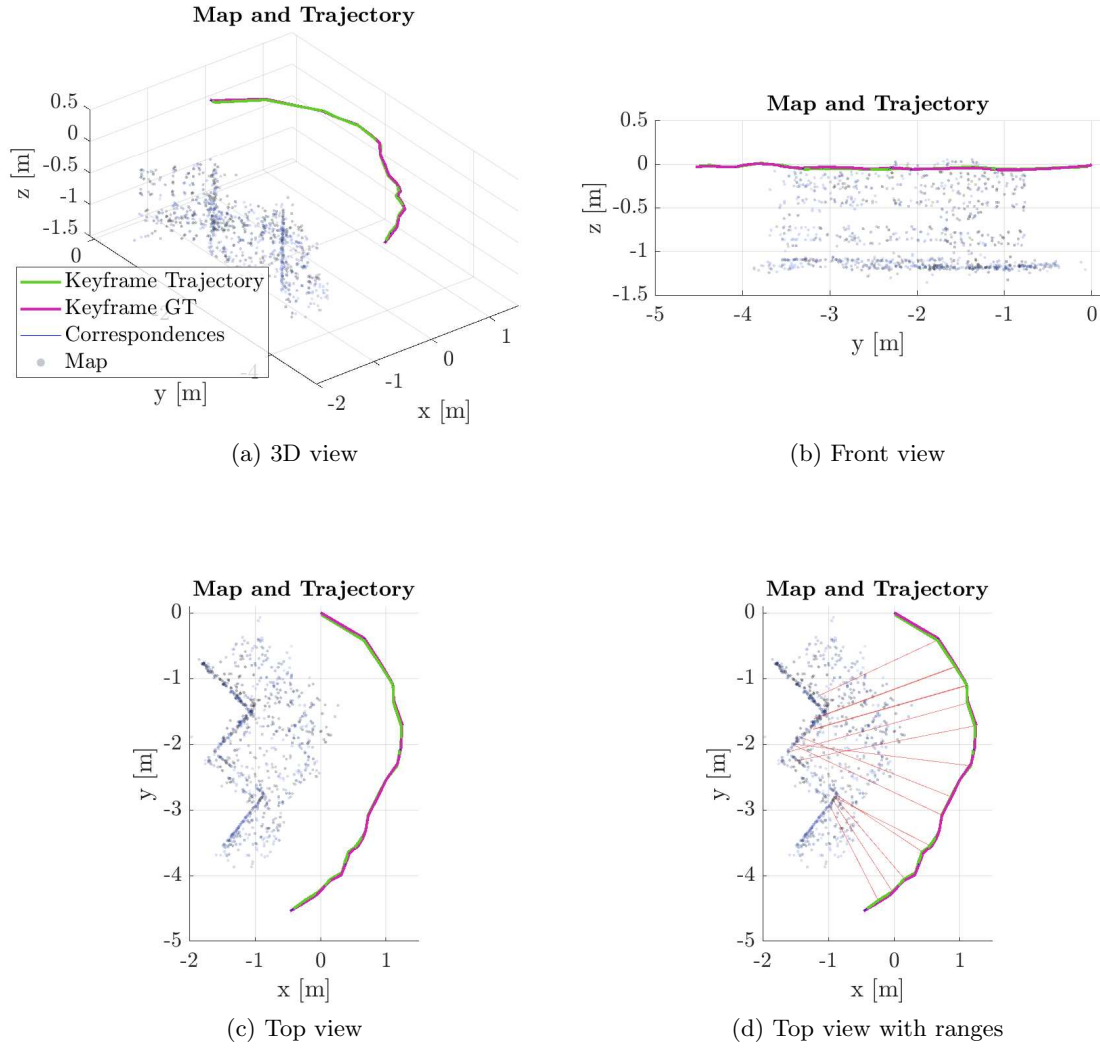 Map and Trajectory
0.5
0
-0.5
-1
-1.5
z [m]
0
-2
-4
y [m]
-2
-1
0
1
x [m]
Keyframe Trajectory
Keyframe GT
Correspondences
Map
(a) 3D view
Map and Trajectory
0.5
0
-0.5
-1
-1.5
z [m]
-5
-4
-3
-2
-1
0
y [m]
(b) Front view
Map and Trajectory
0
-1
-2
-3
-4
-5
y [m]
-2
-1
0
1
x [m]
(c) Top view
Map and Trajectory
0
-1
-2
-3
-4
-5
y [m]
-2
-1
0
1
x [m]
(d) Top view with ranges